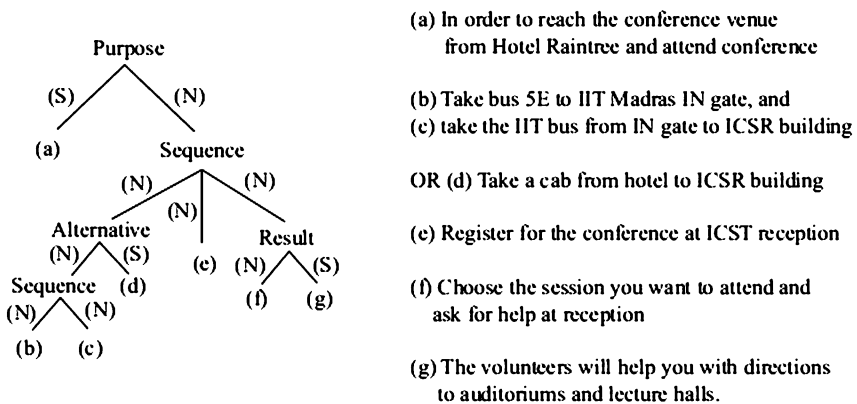 Purpose
(S) (N)
(a)
Sequence
(N) (N) (N)
Alternative
(N) (S)
(e)
Result
(N) (S)
Sequence
(d)
(f) (g)
(N) (N)
(b) (c)
(a) In order to reach the conference venue
from Hotel Raintree and attend conference
(b) Take bus 5E to IIT Madras IN gate, and
(c) take the IIT bus from IN gate to ICSR building
OR (d) Take a cab from hotel to ICSR building
(e) Register for the conference at ICST reception
(f) Choose the session you want to attend and
ask for help at reception
(g) The volunteers will help you with directions
to auditoriums and lecture halls.